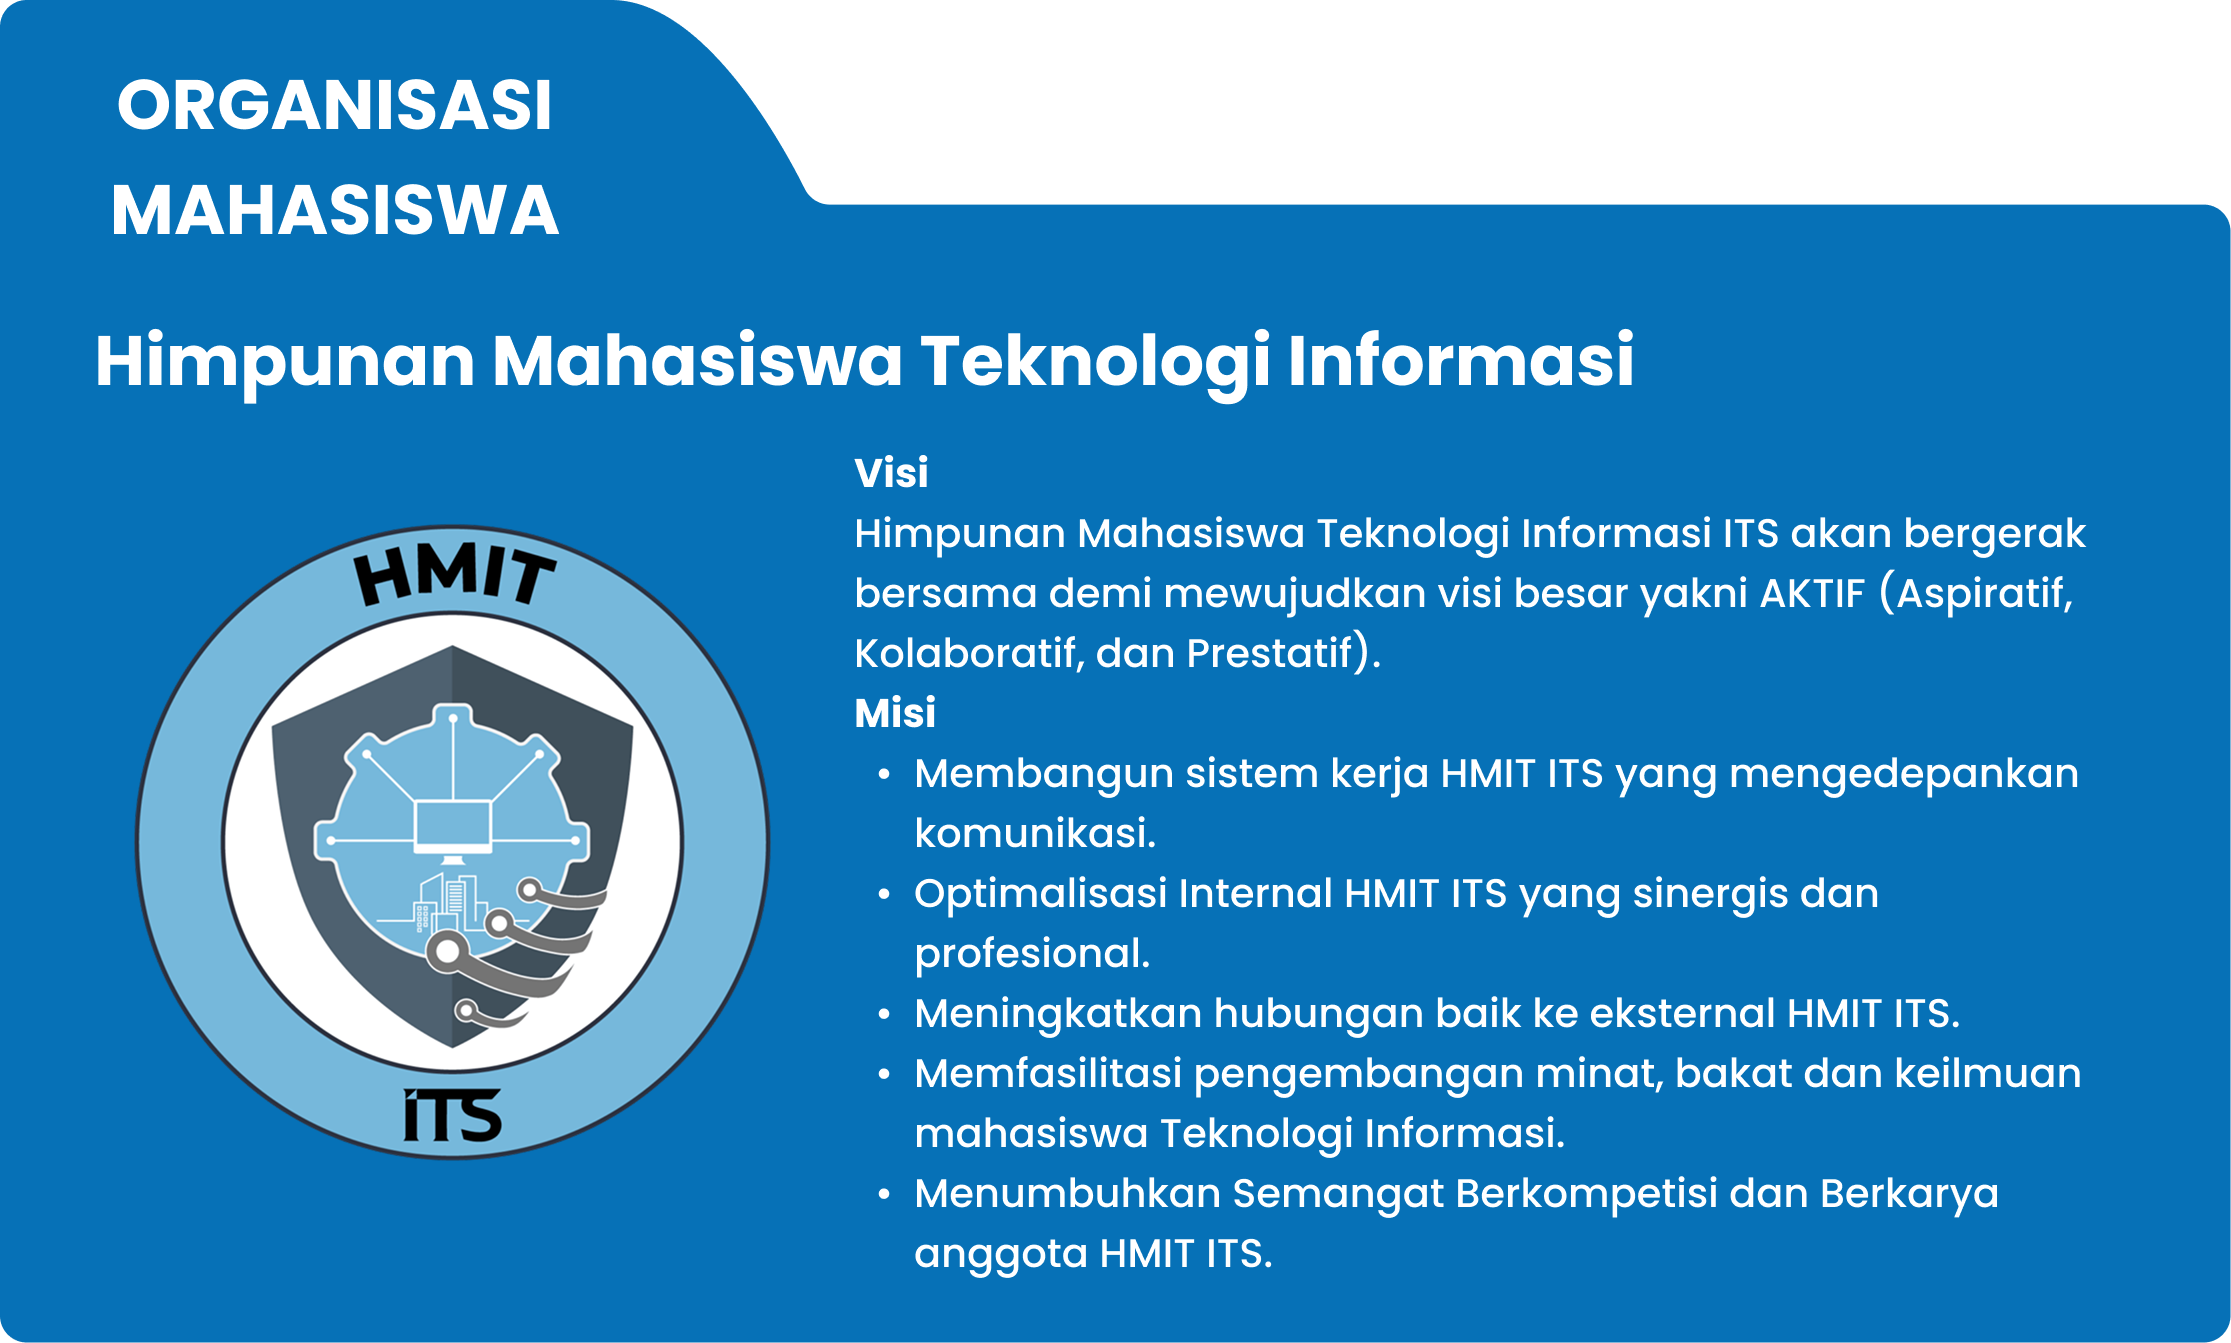 ORGANISASI
MAHASISWA
Himpunan Mahasiswa Teknologi Informasi
HMIT
ITS
Visi
Himpunan Mahasiswa Teknologi Informasi ITS akan bergerak
bersama demi mewujudkan visi besar yakni AKTIF (Aspiratif,
Kolaboratif, dan Prestatif).
Misi
• Membangun sistem kerja HMIT ITS yang mengedepankan
komunikasi.
• Optimalisasi Internal HMIT ITS yang sinergis dan
profesional.
• Meningkatkan hubungan baik ke eksternal HMIT ITS.
• Memfasilitasi pengembangan minat, bakat dan keilmuan
mahasiswa Teknologi Informasi.
• Menumbuhkan Semangat Berkompetisi dan Berkarya
anggota HMIT ITS.